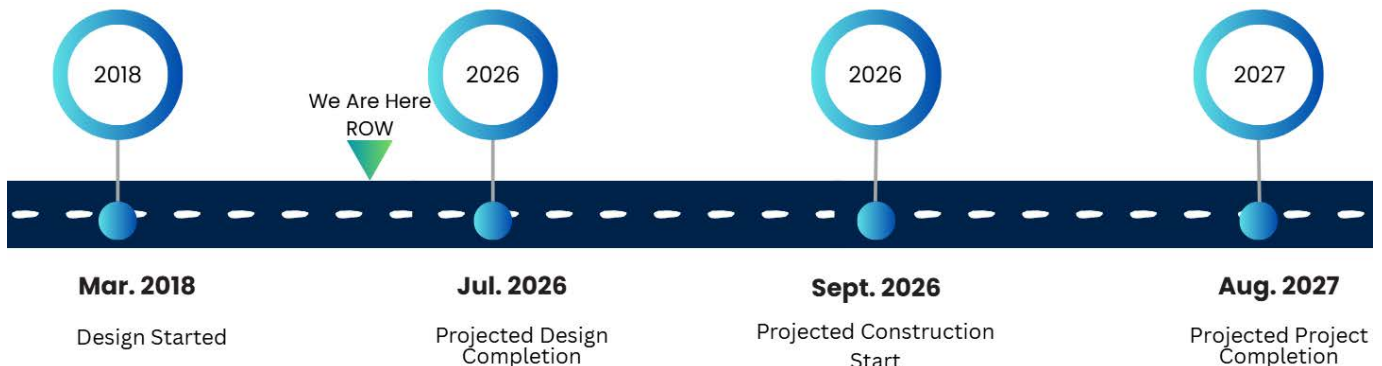 2018
We Are Here
ROW
2026
2026
2027
Mar. 2018
Design Started
Jul. 2026
Projected Design
Completion
Sept. 2026
Projected Construction
Start
Aug. 2027
Projected Project
Completion